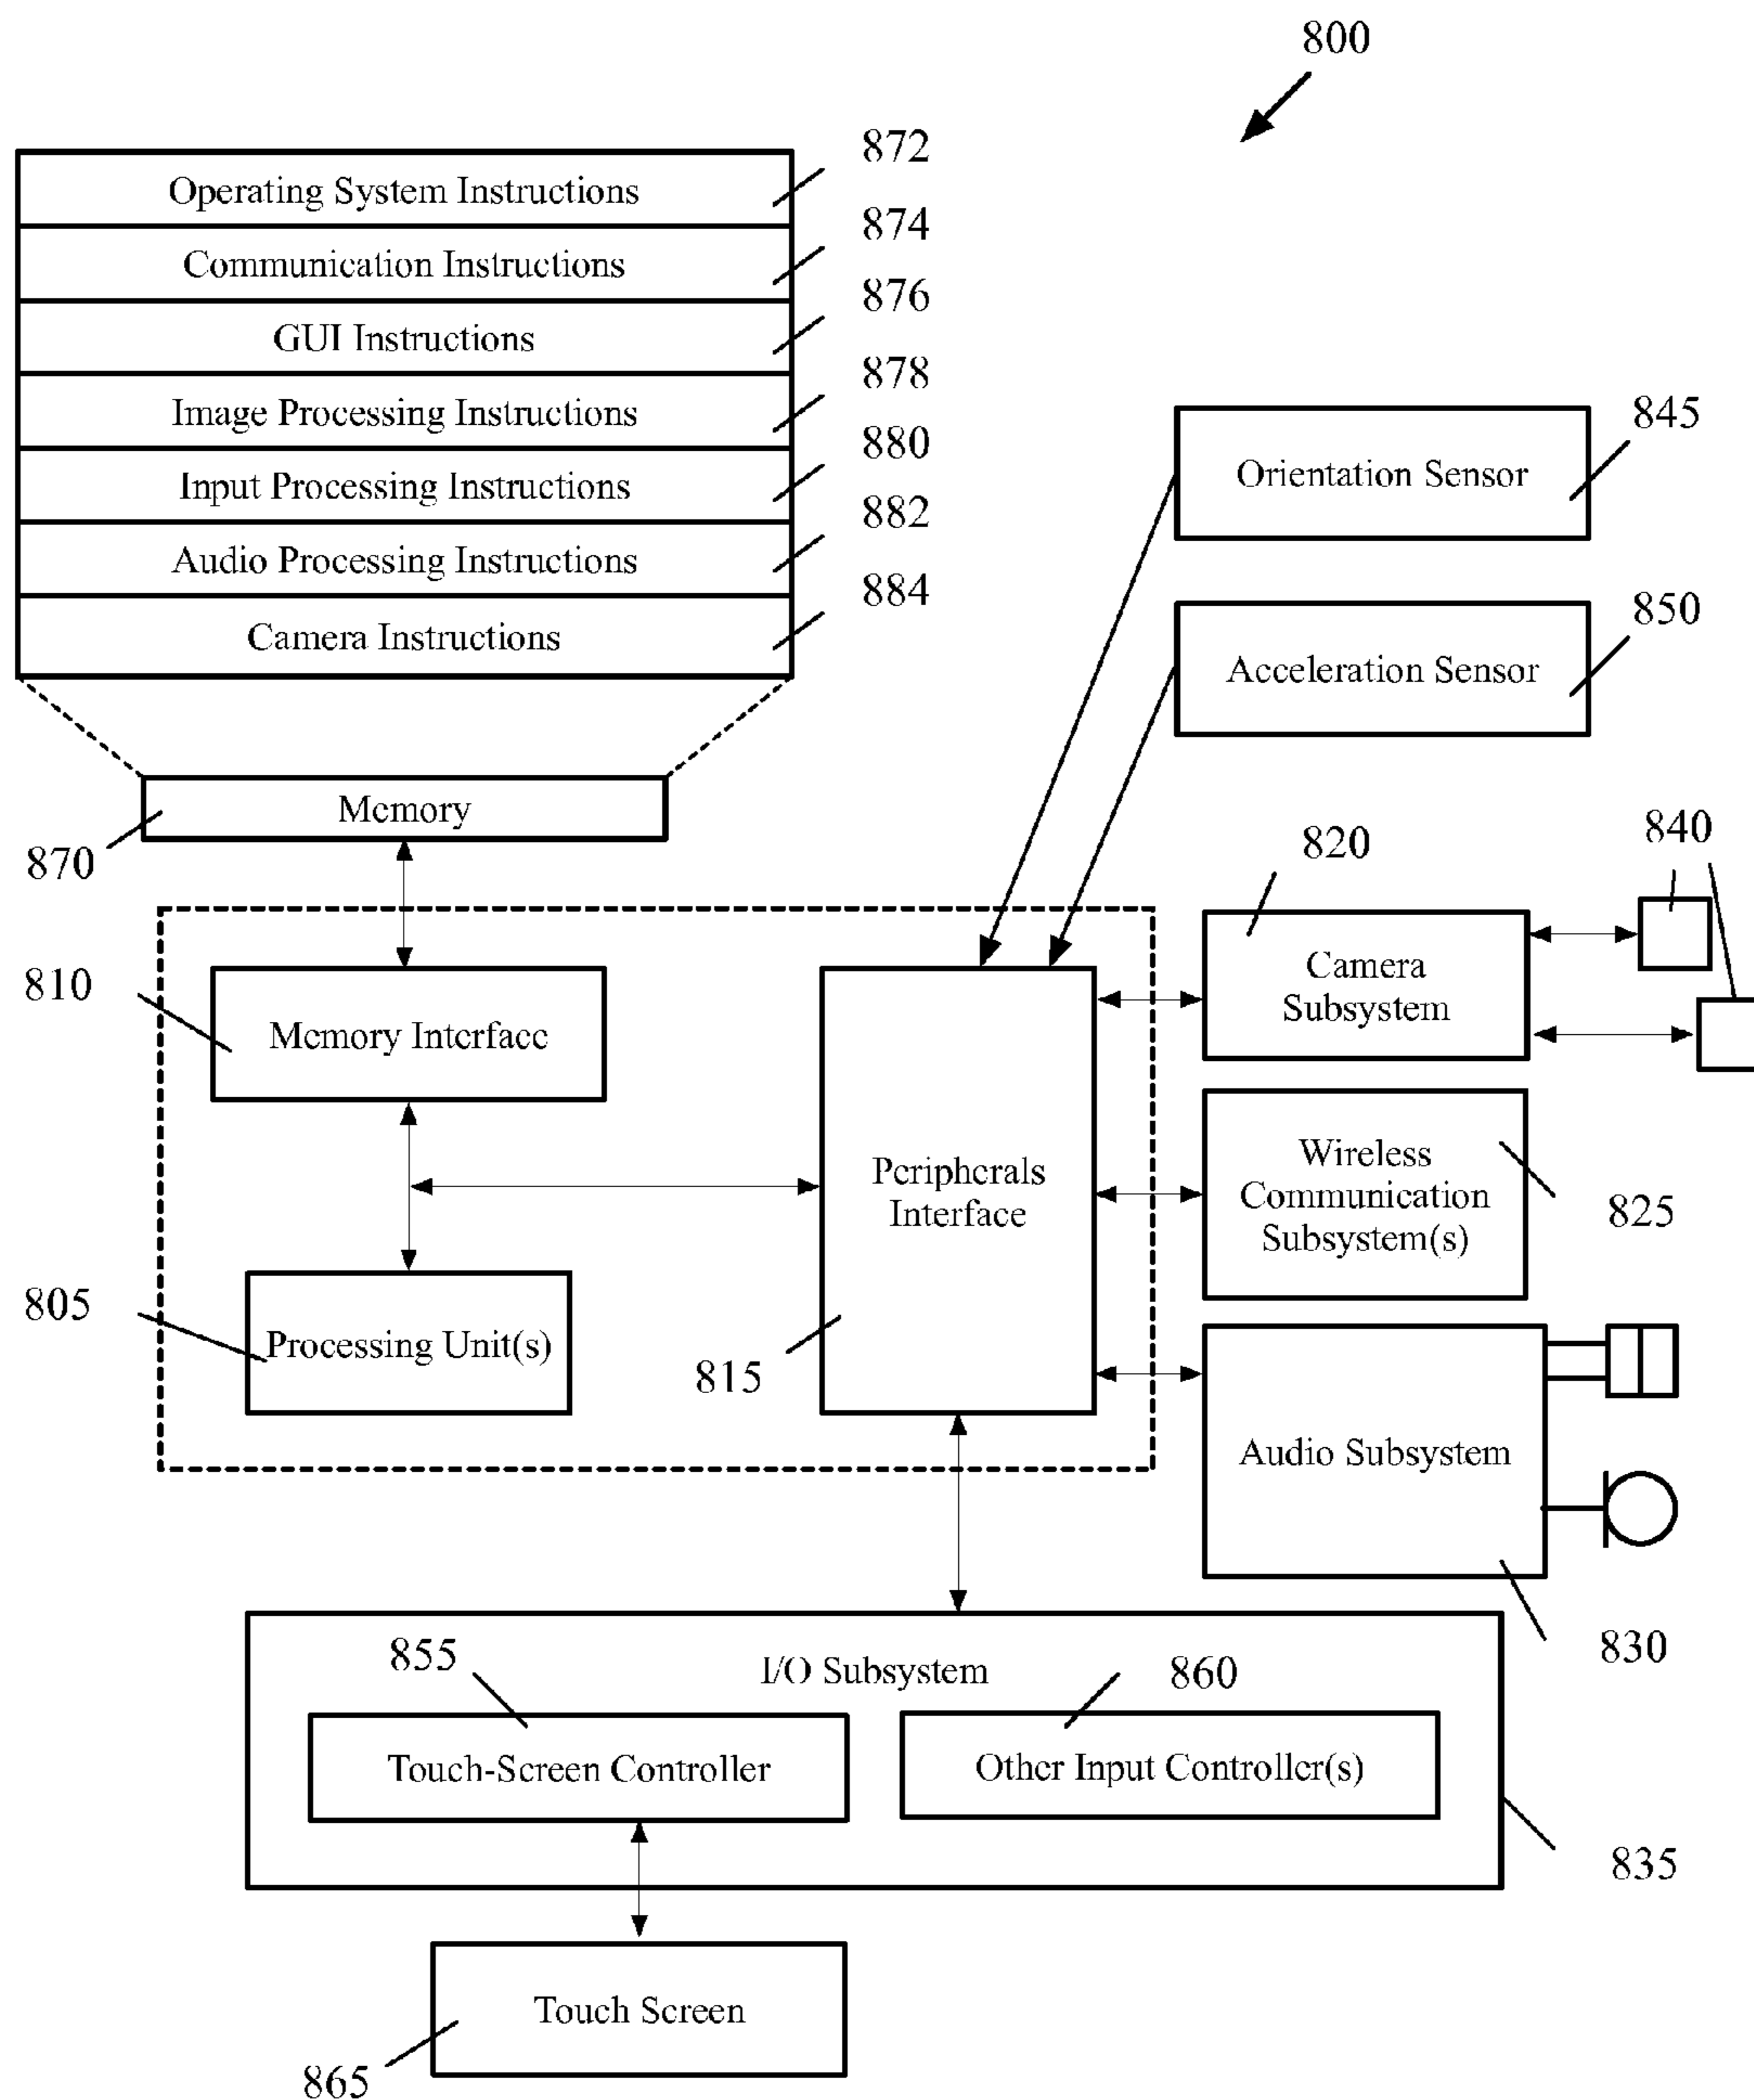 800
872
Operating System Instructions
874
Communication Instructions
876
GUI Instructions
878
Image Processing Instructions
880
Input Processing Instructions
882
Audio Processing Instructions
884
Camera Instructions
845
Orientation Sensor
850
Acceleration Sensor
Memory
870
820
840
Camera
Subsystem
810
Memory Interface
Peripherals
Interface
Wireless
Communication
Subsystem(s)
825
805
Processing Unit(s)
815
Audio Subsystem
830
855
I/O Subsystem
860
Touch-Screen Controller
Other Input Controller(s)
835
Touch Screen
865